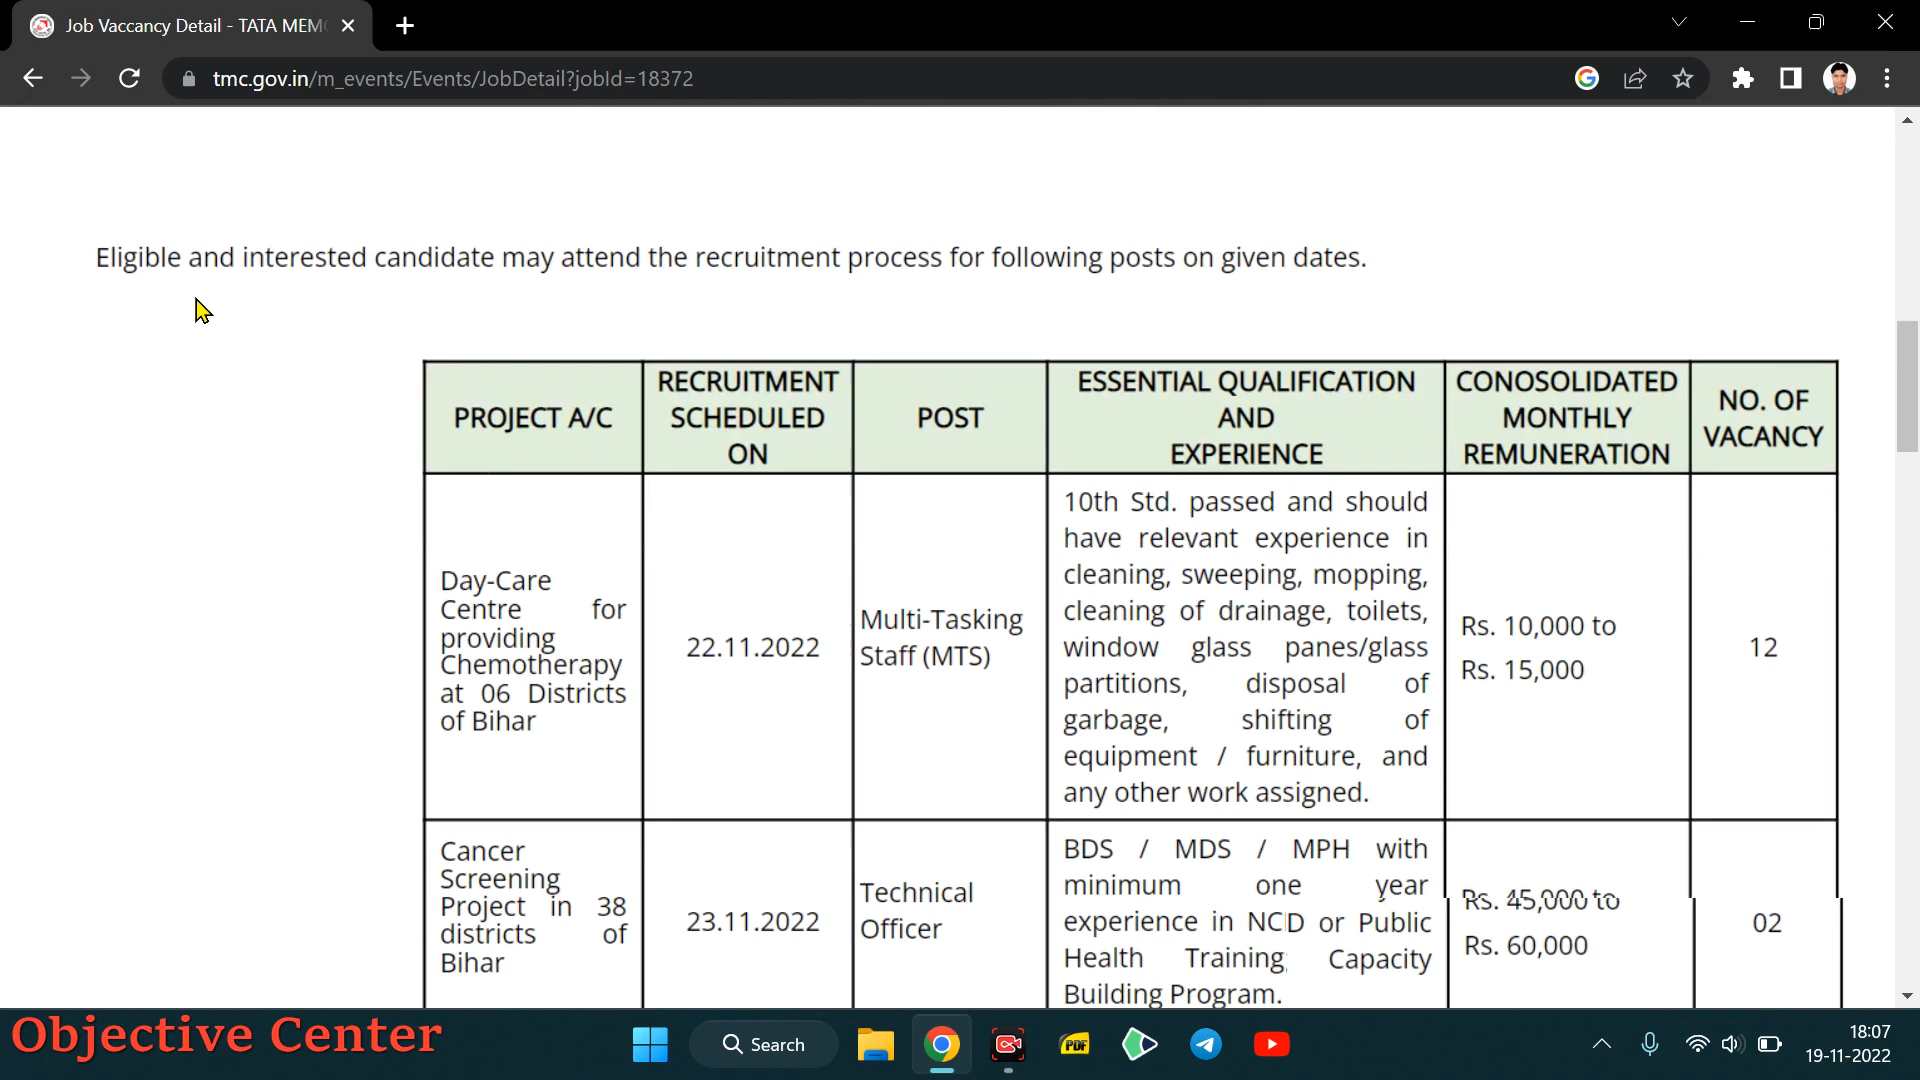 Job Vaccancy Detail - TATA MEM
tmc.gov.in/m_events/Events/JobDetail?jobId=18372
Eligible and interested candidate may attend the recruitment process for following posts on given dates.
PROJECT A/C
RECRUITMENT
SCHEDULED
ON
POST
ESSENTIAL QUALIFICATION
AND
EXPERIENCE
CONOSOLIDATED
MONTHLY
REMUNERATION
NO. OF
VACANCY
Day-Care
Centre for
providing
Chemotherapy
at 06 Districts
of Bihar
22.11.2022
Multi-Tasking
Staff (MTS)
10th Std. passed and should
have relevant experience in
cleaning, sweeping, mopping,
cleaning of drainage, toilets,
window glass panes/glass
partitions, disposal of
garbage, shifting of
equipment / furniture, and
any other work assigned.
Rs. 10,000 to
Rs. 15,000
12
Cancer
Screening
Project in 38
districts of
Bihar
23.11.2022
Technical
Officer
BDS / MDS / MPH with
minimum one year
experience in NCD or Public
Health Training Capacity
Building Program.
Rs. 45,000 to
Rs. 60,000
02
Objective Center
Search
PDF
18:07
19-11-2022